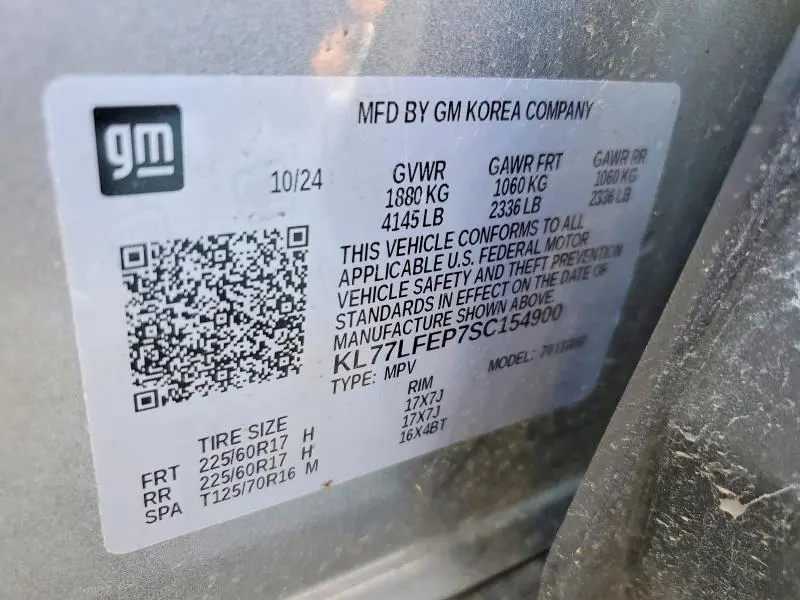 gm
MFD BY GM KOREA COMPANY
10/24
GVWR GAWR FRT GAWR RR
1880 KG 1060 KG 1060 KG
4145 LB 2336 LB 2336 LB
THIS VEHICLE CONFORMS TO ALL
APPLICABLE U.S. FEDERAL MOTOR
VEHICLE SAFETY AND THEFT PREVENTION
STANDARDS IN EFFECT ON THE DATE OF
MANUFACTURE SHOWN ABOVE.
KL77LFEP7SC154900
TYPE: MPV MODEL:
TIRE SIZE RIM
FRT 225/60R17 H 17X7J
RR 225/60R17 H 17X7J
SPA T125/70R16 M 16X4BT